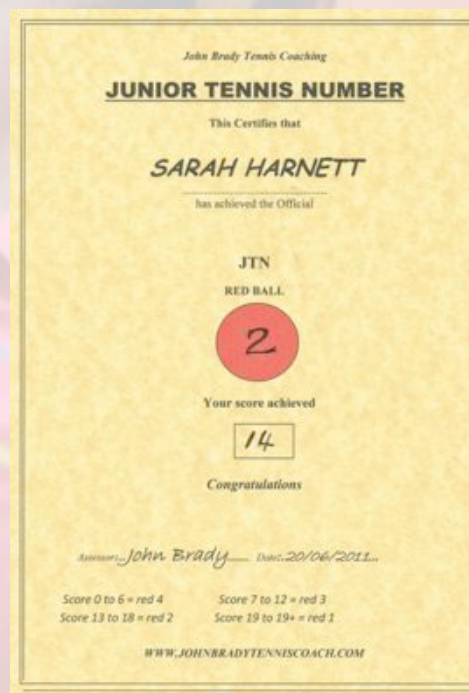 John Brady Tennis Coaching
JUNIOR TENNIS NUMBER
This Certifies that
SARAH HARNETT
has achieved the Official
JTN
RED BALL
2
Your score achieved
14
Congratulations
Assessor:...John Brady...... Date:.20/06/2011...
Score 0 to 6 = red 4 Score 7 to 12 = red 3
Score 13 to 18 = red 2 Score 19 to 19+ = red 1
WWW.JOHNBRADYTENNISCOACH.COM